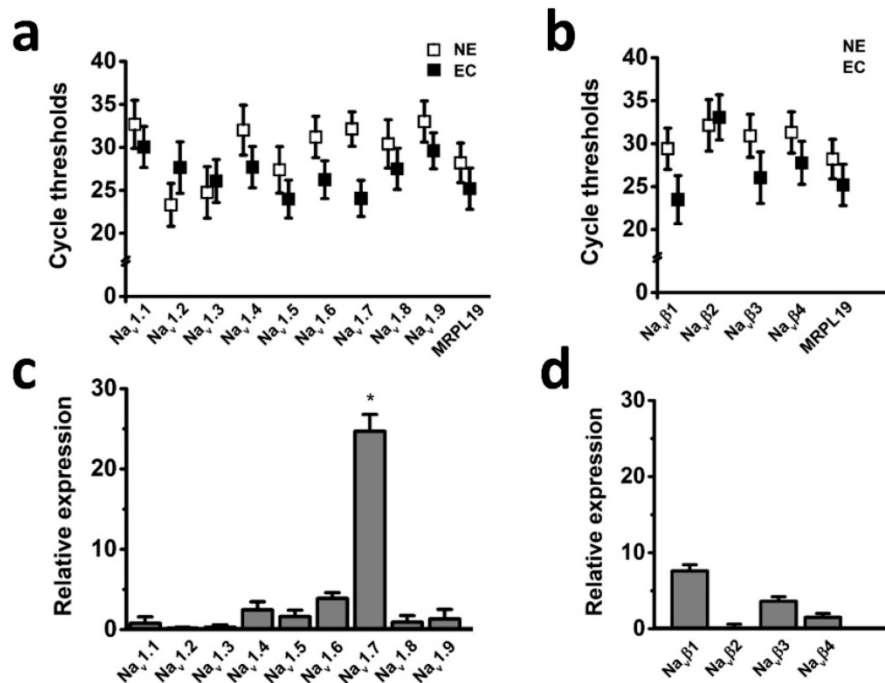 a
NE
EC
Cycle thresholds
40
35
30
25
20
0
Nav1.1
Nav1.2
Nav1.3
Nav1.4
Nav1.5
Nav1.6
Nav1.7
Nav1.8
Nav1.9
MRPL19
b
NE
EC
Cycle thresholds
40
35
30
25
20
0
Navβ1
Navβ2
Navβ3
Navβ4
MRPL19
c
Relative expression
30
20
10
0
*
Nav1.1
Nav1.2
Nav1.3
Nav1.4
Nav1.5
Nav1.6
Nav1.7
Nav1.8
Nav1.9
d
Relative expression
30
20
10
0
Navβ1
Navβ2
Navβ3
Navβ4